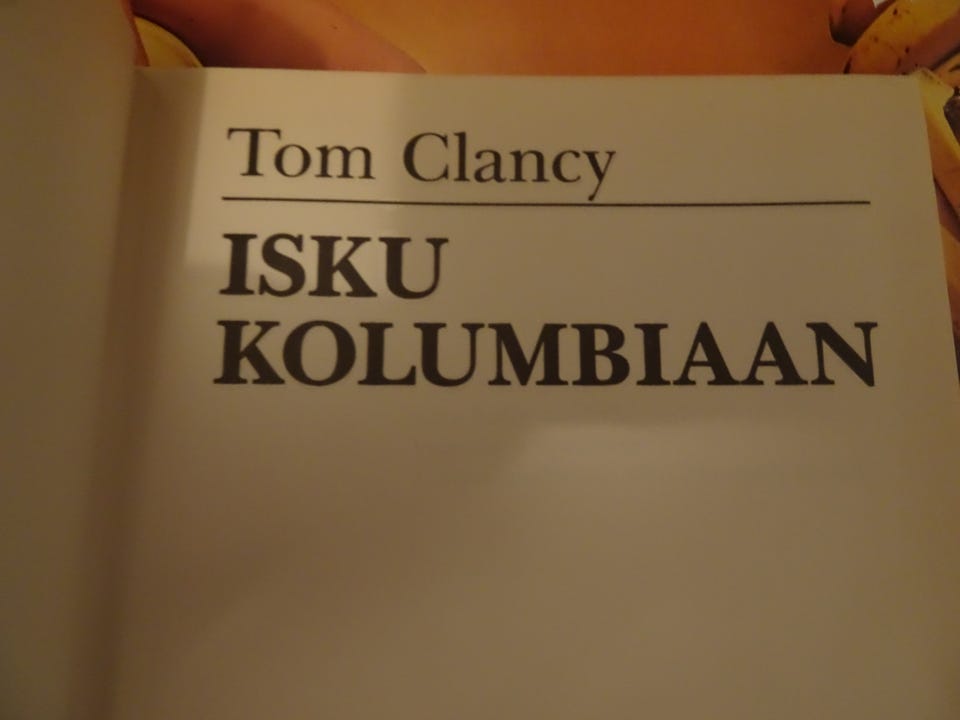 Tom Clancy
ISKU
KOLUMBIAAN